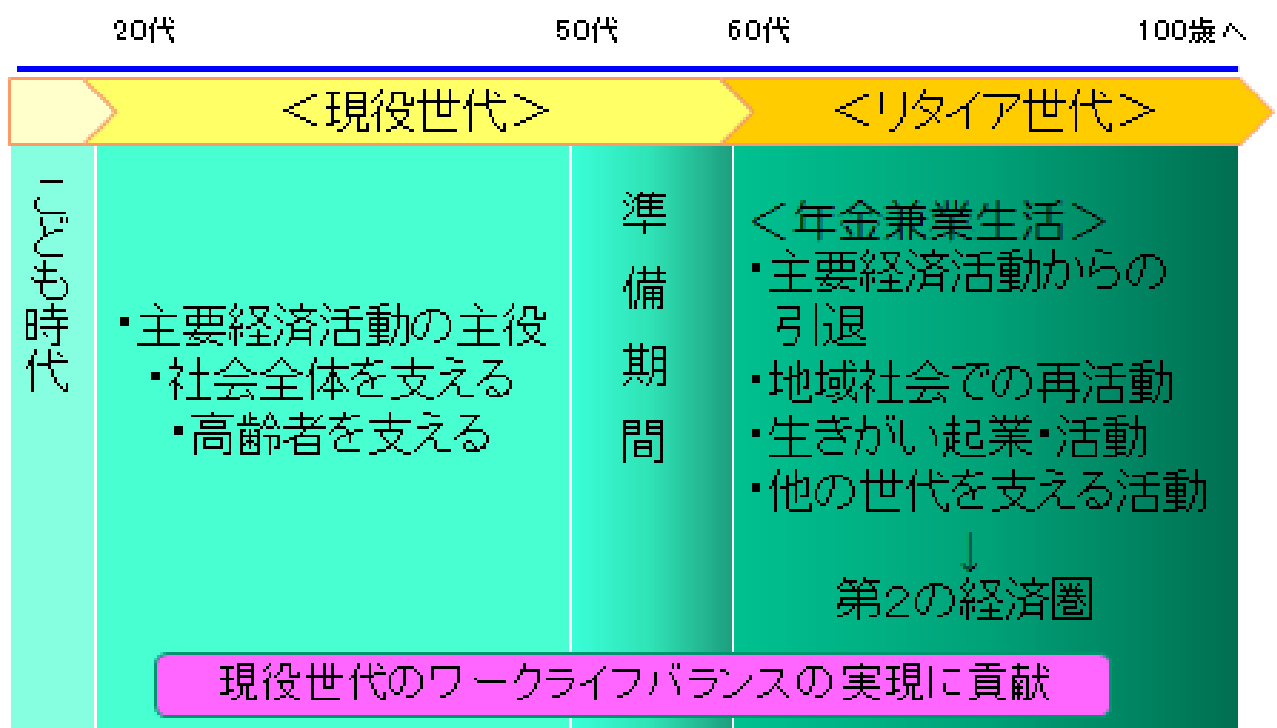 20代
50代
60代
100歳へ
＜現役世代＞
＜リタイア世代＞
こども時代
・主要経済活動の主役
・社会全体を支える
・高齢者を支える
準備期間
＜年金兼業生活＞
・主要経済活動からの
引退
・地域社会での再活動
・生きがい起業・活動
・他の世代を支える活動
↓
第2の経済圏
現役世代のワークライフバランスの実現に貢献